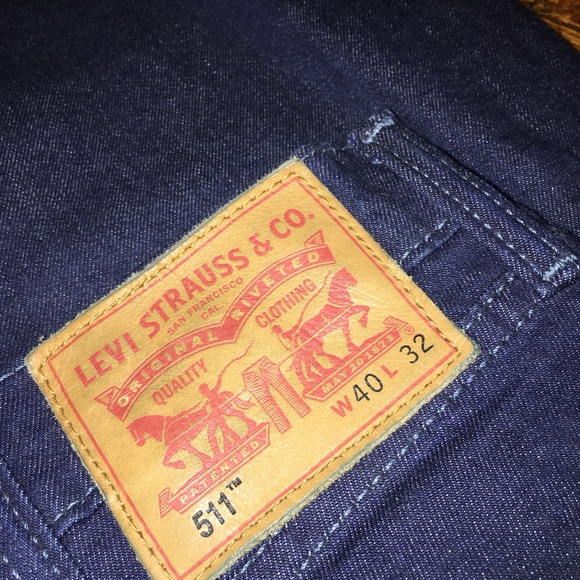 LEVI STRAUSS & CO.
SAN FRANCISCO
CAL
ORIGINAL RIVETED
QUALITY CLOTHING
PATENTED MAY 20 1873 ®
511™ W 40 L 32